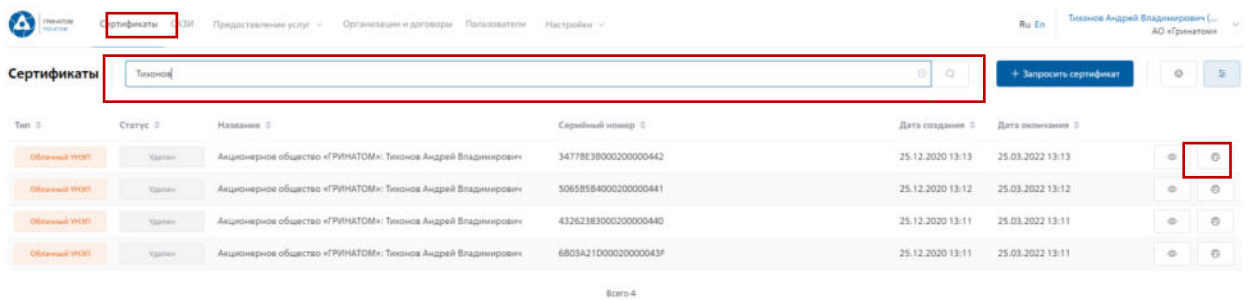 ГРИНАТОМ РОСАТОМ Сертификаты СКЗИ Предоставление услуг Организации и договоры Пользователи Настройки Ru En Тихонов Андрей Владимирович (...
АО «Гринатом»
Сертификаты Тихонов + Запросить сертификат
Тип Статус Название Серийный номер Дата создания Дата окончания
Облачный УНЭП Удален Акционерное общество «ГРИНАТОМ»: Тихонов Андрей Владимирович 3477BE3B000200000442 25.12.2020 13:13 25.03.2022 13:13
Облачный УНЭП Удален Акционерное общество «ГРИНАТОМ»: Тихонов Андрей Владимирович 5065B5B4000200000441 25.12.2020 13:12 25.03.2022 13:12
Облачный УНЭП Удален Акционерное общество «ГРИНАТОМ»: Тихонов Андрей Владимирович 43262383000200000440 25.12.2020 13:11 25.03.2022 13:11
Облачный УНЭП Удален Акционерное общество «ГРИНАТОМ»: Тихонов Андрей Владимирович 6B03A21D00020000043F 25.12.2020 13:11 25.03.2022 13:11
Всего 4